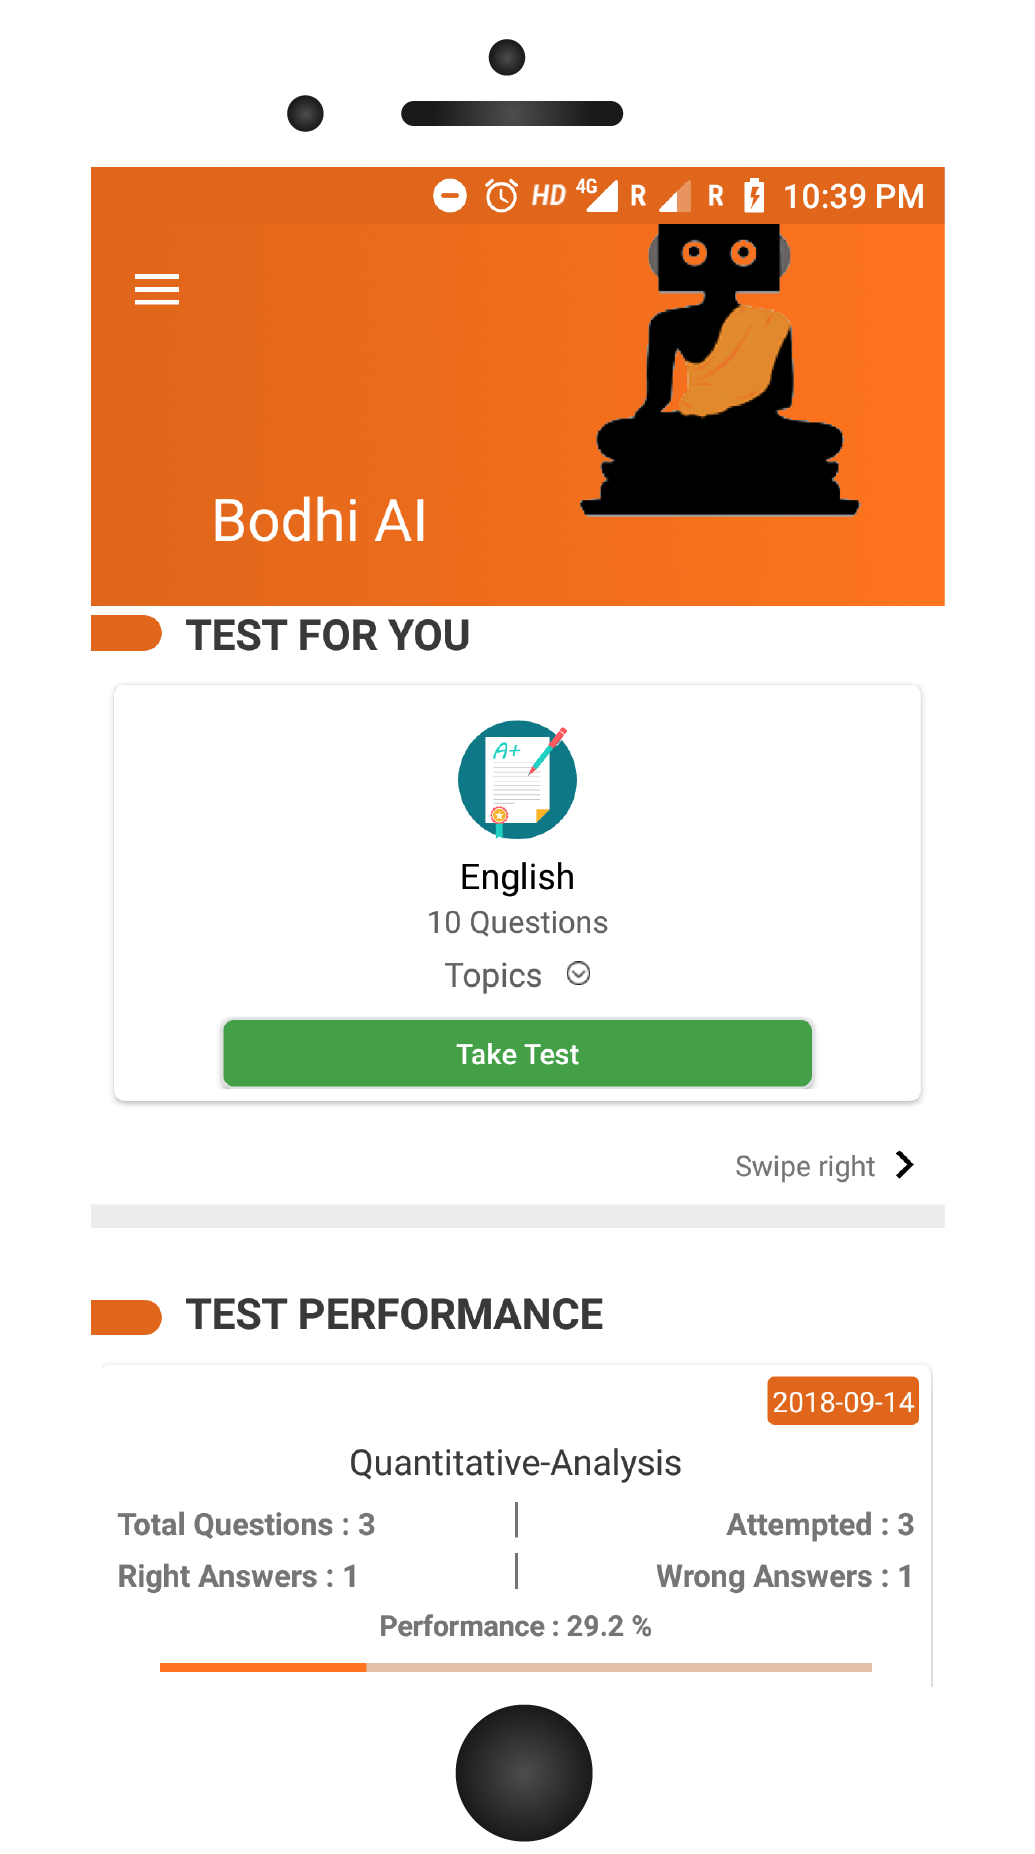 HD 4G R R 10:39 PM
Bodhi AI
TEST FOR YOU
A+
English
10 Questions
Topics
Take Test
Swipe right
TEST PERFORMANCE
2018-09-14
Quantitative-Analysis
Total Questions : 3 | Attempted : 3
Right Answers : 1 | Wrong Answers : 1
Performance : 29.2 %